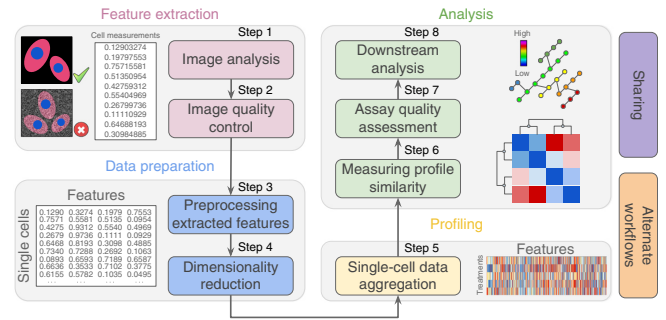 Feature extraction
Cell measurements
0.12903274
0.19797553
0.75715581
0.51350954
0.42759312
0.55404969
0.26799736
0.11110929
0.64688193
0.30984885
Step 1
Image analysis
Step 2
Image quality
control
Data preparation
Features
Single cells
0.1290 0.3274 0.1979 0.7553
0.7571 0.5581 0.5135 0.0954
0.4275 0.9312 0.5540 0.4969
0.2679 0.9736 0.1111 0.0929
0.6468 0.8193 0.3098 0.4885
0.7340 0.7288 0.2692 0.1063
0.0893 0.6593 0.7189 0.6587
0.6636 0.3533 0.7102 0.3775
0.6155 0.5782 0.1035 0.0495
... ... ... ...
Step 3
Preprocessing
extracted features
Step 4
Dimensionality
reduction
Analysis
Step 8
Downstream
analysis
Step 7
Assay quality
assessment
Step 6
Measuring profile
similarity
High
Low
Profiling
Step 5
Single-cell data
aggregation
Features
Treatments
Sharing
Alternate
workflows